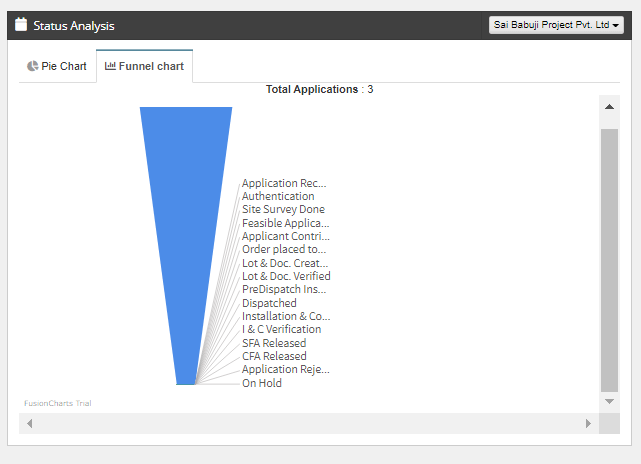 Status Analysis
Sai Babuji Project Pvt. Ltd
Pie Chart
Funnel chart
Total Applications : 3
Application Rec...
Authentication
Site Survey Done
Feasible Applica...
Applicant Contri...
Order placed to...
Lot & Doc. Creat...
Lot & Doc. Verified
PreDispatch Ins...
Dispatched
Installation & Co...
I & C Verification
SFA Released
CFA Released
Application Reje...
On Hold
FusionCharts Trial